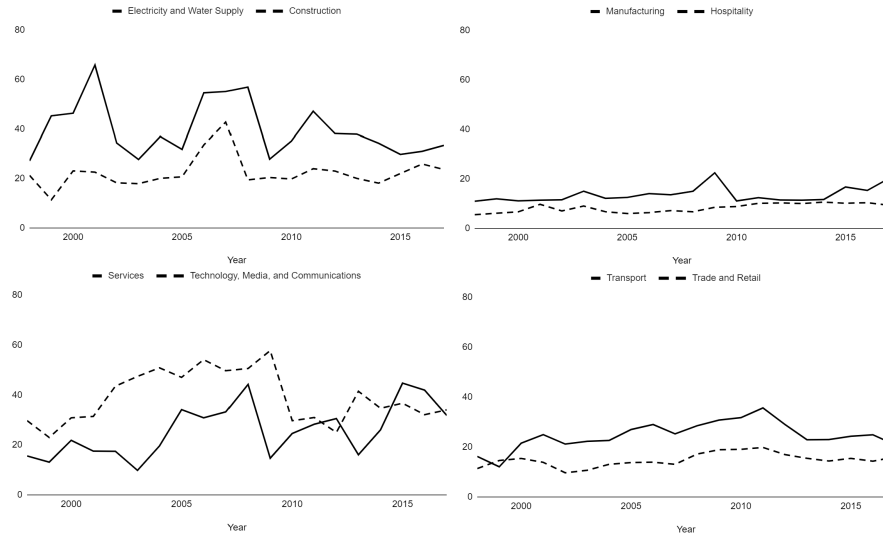 Electricity and Water Supply Construction
80
60
40
20
0
2000 2005 2010 2015
Year
Manufacturing Hospitality
80
60
40
20
0
2000 2005 2010 2015
Year
Services Technology, Media, and Communications
80
60
40
20
0
2000 2005 2010 2015
Year
Transport Trade and Retail
80
60
40
20
0
2000 2005 2010 2015
Year